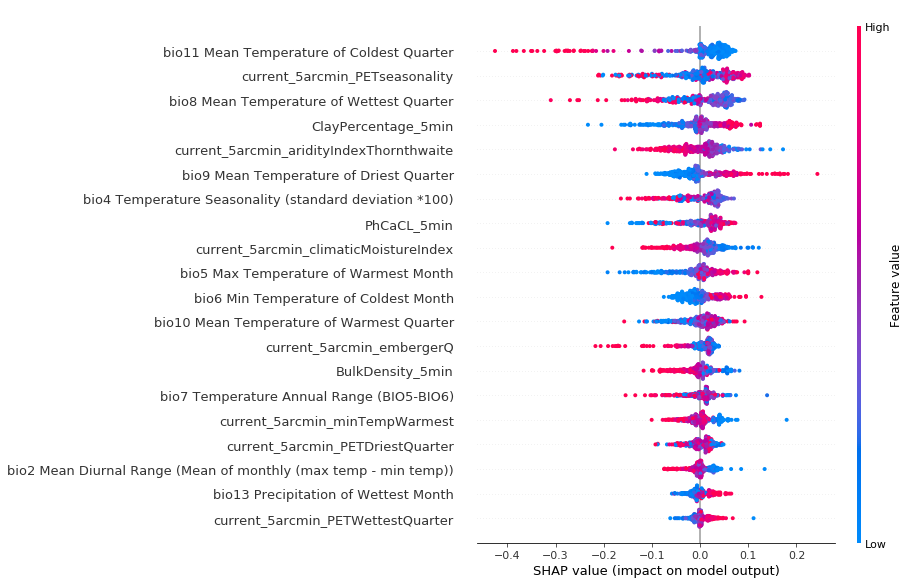 High
bio11 Mean Temperature of Coldest Quarter
current_5arcmin_PETseasonality
bio8 Mean Temperature of Wettest Quarter
ClayPercentage_5min
current_5arcmin_aridityIndexThornthwaite
bio9 Mean Temperature of Driest Quarter
bio4 Temperature Seasonality (standard deviation *100)
PhCaCL_5min
current_5arcmin_climaticMoistureIndex
bio5 Max Temperature of Warmest Month
bio6 Min Temperature of Coldest Month
bio10 Mean Temperature of Warmest Quarter
current_5arcmin_embergerQ
BulkDensity_5min
bio7 Temperature Annual Range (BIO5-BIO6)
current_5arcmin_minTempWarmest
current_5arcmin_PETDriestQuarter
bio2 Mean Diurnal Range (Mean of monthly (max temp - min temp))
bio13 Precipitation of Wettest Month
current_5arcmin_PETWettestQuarter
Feature value
Low
−0.4 −0.3 −0.2 −0.1 0.0 0.1 0.2
SHAP value (impact on model output)